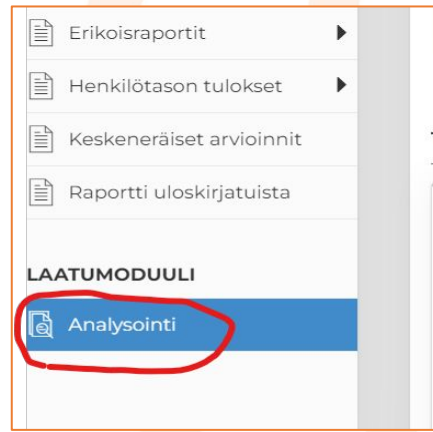 Erikoisraportit
Henkilötason tulokset
Keskeneräiset arvioinnit
Raportti uloskirjatuista
LAATUMODUULI
Analysointi